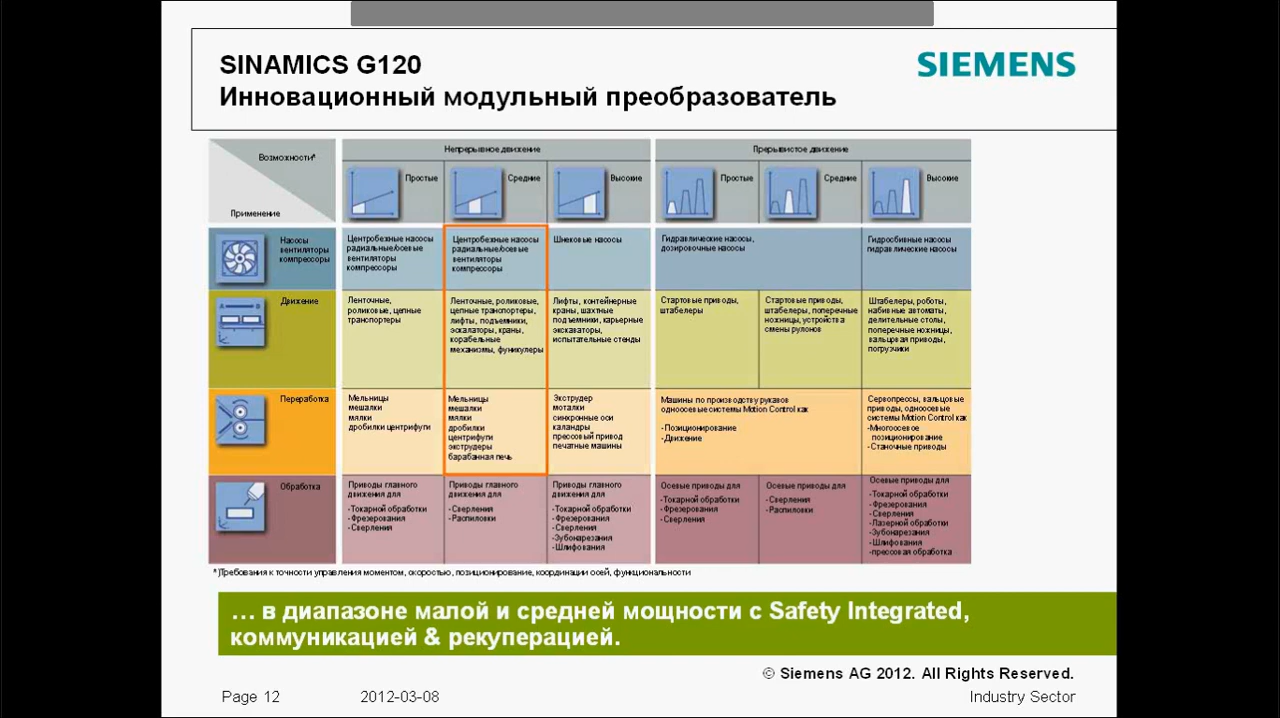 SINAMICS G120
SIEMENS
Инновационный модульный преобразователь
Возможности*
Применение
Непрерывное движение
Прерывистое движение
Простые
Средние
Высокие
Простые
Средние
Высокие
Насосы
вентиляторы
компрессоры
Центробежные насосы
радиальные/осевые
вентиляторы
компрессоры
Центробежные насосы
радиальные/осевые
вентиляторы
компрессоры
Шнековые насосы
Гидравлические насосы,
дозировочные насосы
Гидросбивные насосы
гидравлические насосы
Движение
Ленточные,
роликовые, цепные
транспортеры
Ленточные, роликовые,
цепные транспортеры,
лифты, подъемники,
эскалаторы, краны,
корабельные
механизмы, фуникулеры
Лифты, контейнерные
краны, шахтные
подъемники, карьерные
экскаваторы,
испытательные стенды
Стартовые приводы,
штабелеры
Стартовые приводы,
штабелеры, поперечные
ножницы, устройства
смены рулонов
Штабелеры, роботы,
набивные автоматы,
делительные столы,
поперечные ножницы,
вальцовая приводы,
погрузчики
Переработка
Мельницы
мешалки
мялки
дробилки центрифуги
Мельницы
мешалки
мялки
дробилки
центрифуги
экструдеры
барабанная печь
Экструдер
моталки
синхронные оси
каландры
прессовый привод
печатные машины
Машины по производству рукавов
одноосевые системы Motion Control как
-Позиционирование
-Движение
Сервопрессы, вальцовые
приводы, одноосевые
системы Motion Control как
-Многоосевое
позиционирование
-Станочные приводы
Обработка
Приводы главного
движения для
-Токарной обработки
-Фрезерования
-Сверления
Приводы главного
движения для
-Сверления
-Распиловки
Приводы главного
движения для
-Токарной обработки
-Фрезерования
-Сверления
-Зубонарезания
-Шлифования
Осевые приводы для
-Токарной обработки
-Фрезерования
-Сверления
Осевые приводы для
-Сверления
-Распиловки
Осевые приводы для
-Токарной обработки
-Фрезерования
-Сверления
-Лазерной обработки
-Зубонарезания
-Шлифования
-прессовая обработка
*)Требования к точности управления моментом, скоростью, позиционирование, координации осей, функциональности
… в диапазоне малой и средней мощности с Safety Integrated,
коммуникацией & рекуперацией.
© Siemens AG 2012. All Rights Reserved.
Page 12
2012-03-08
Industry Sector